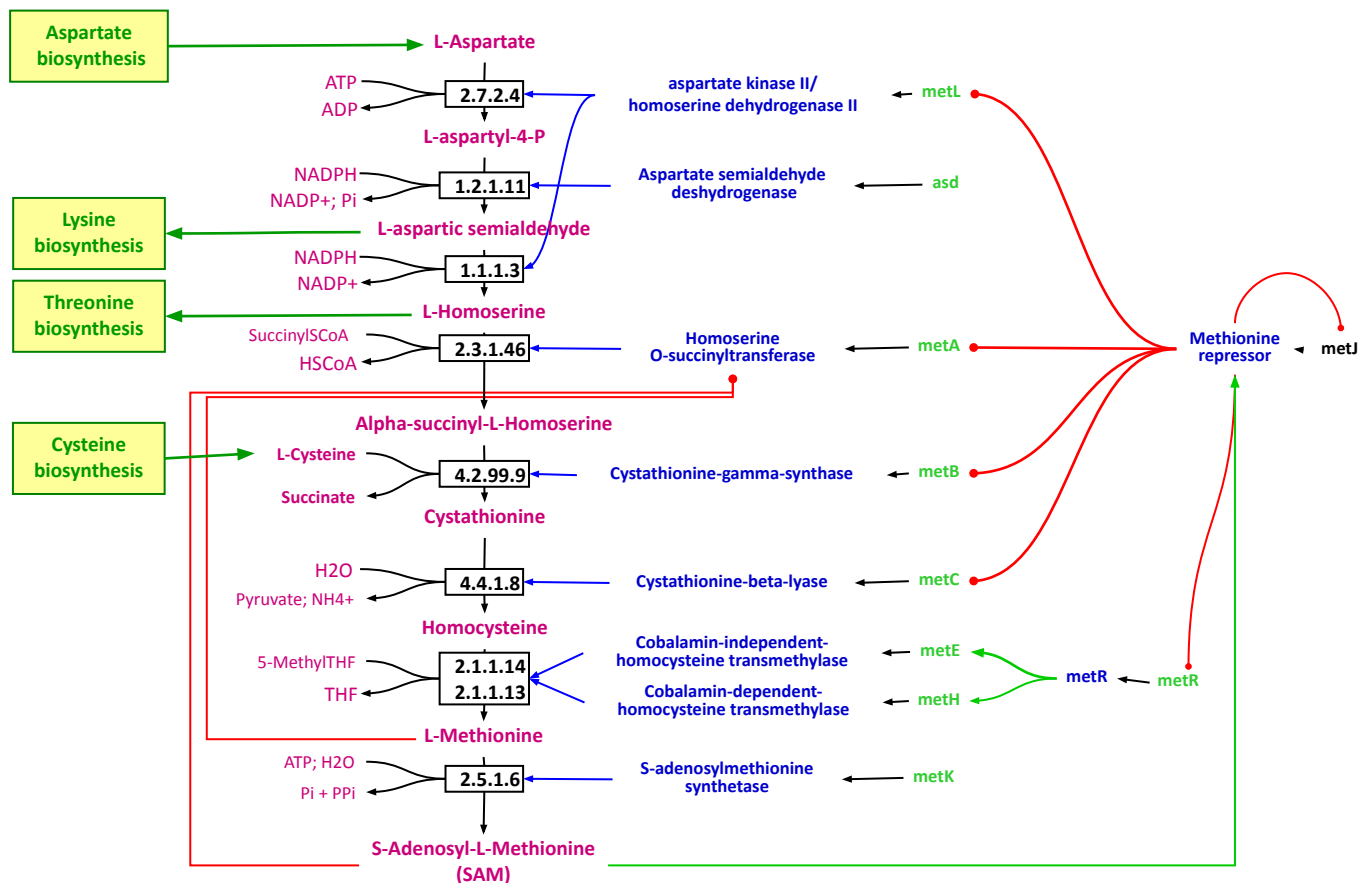 Aspartate
biosynthesis
L-Aspartate
ATP
ADP
2.7.2.4
aspartate kinase II/
homoserine dehydrogenase II
metL
L-aspartyl-4-P
NADPH
NADP+; Pi
1.2.1.11
Aspartate semialdehyde
deshydrogenase
asd
Lysine
biosynthesis
L-aspartic semialdehyde
NADPH
NADP+
1.1.1.3
Threonine
biosynthesis
L-Homoserine
SuccinylSCoA
HSCoA
2.3.1.46
Homoserine
O-succinyltransferase
metA
Methionine
repressor
metJ
Alpha-succinyl-L-Homoserine
Cysteine
biosynthesis
L-Cysteine
Succinate
4.2.99.9
Cystathionine-gamma-synthase
metB
Cystathionine
H2O
Pyruvate; NH4+
4.4.1.8
Cystathionine-beta-lyase
metC
Homocysteine
5-MethylTHF
THF
2.1.1.14
2.1.1.13
Cobalamin-independent-
homocysteine transmethylase
metE
Cobalamin-dependent-
homocysteine transmethylase
metH
metR
metR
L-Methionine
ATP; H2O
Pi + PPi
2.5.1.6
S-adenosylmethionine
synthetase
metK
S-Adenosyl-L-Methionine
(SAM)